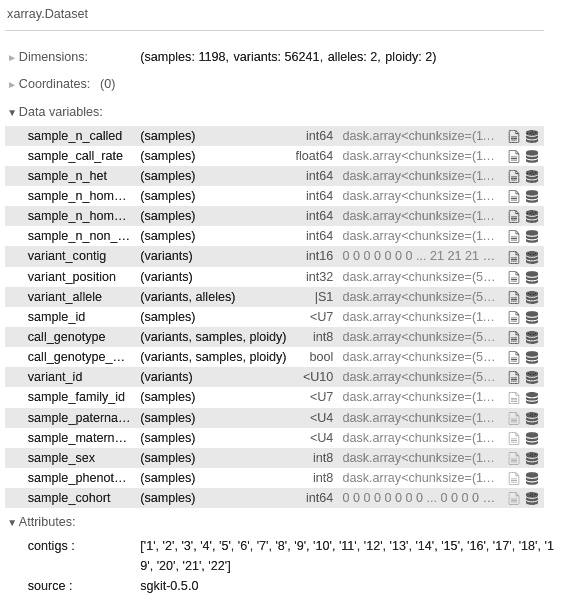 xarray.Dataset
► Dimensions: (samples: 1198, variants: 56241, alleles: 2, ploidy: 2)
► Coordinates: (0)
▼ Data variables:
sample_n_called (samples) int64 dask.array<chunksize=(1...
sample_call_rate (samples) float64 dask.array<chunksize=(1...
sample_n_het (samples) int64 dask.array<chunksize=(1...
sample_n_hom... (samples) int64 dask.array<chunksize=(1...
sample_n_hom... (samples) int64 dask.array<chunksize=(1...
sample_n_non_... (samples) int64 dask.array<chunksize=(1...
variant_contig (variants) int16 0 0 0 0 0 0 0 ... 21 21 21 ...
variant_position (variants) int32 dask.array<chunksize=(5...
variant_allele (variants, alleles) |S1 dask.array<chunksize=(5...
sample_id (samples) <U7 dask.array<chunksize=(1...
call_genotype (variants, samples, ploidy) int8 dask.array<chunksize=(5...
call_genotype_... (variants, samples, ploidy) bool dask.array<chunksize=(5...
variant_id (variants) <U10 dask.array<chunksize=(5...
sample_family_id (samples) <U7 dask.array<chunksize=(1...
sample_paterna... (samples) <U4 dask.array<chunksize=(1...
sample_matern... (samples) <U4 dask.array<chunksize=(1...
sample_sex (samples) int8 dask.array<chunksize=(1...
sample_phenot... (samples) int8 dask.array<chunksize=(1...
sample_cohort (samples) int64 0 0 0 0 0 0 0 0 ... 0 0 0 0 ...
▼ Attributes:
contigs : ['1', '2', '3', '4', '5', '6', '7', '8', '9', '10', '11', '12', '13', '14', '15', '16', '17', '18', '1
9', '20', '21', '22']
source : sgkit-0.5.0